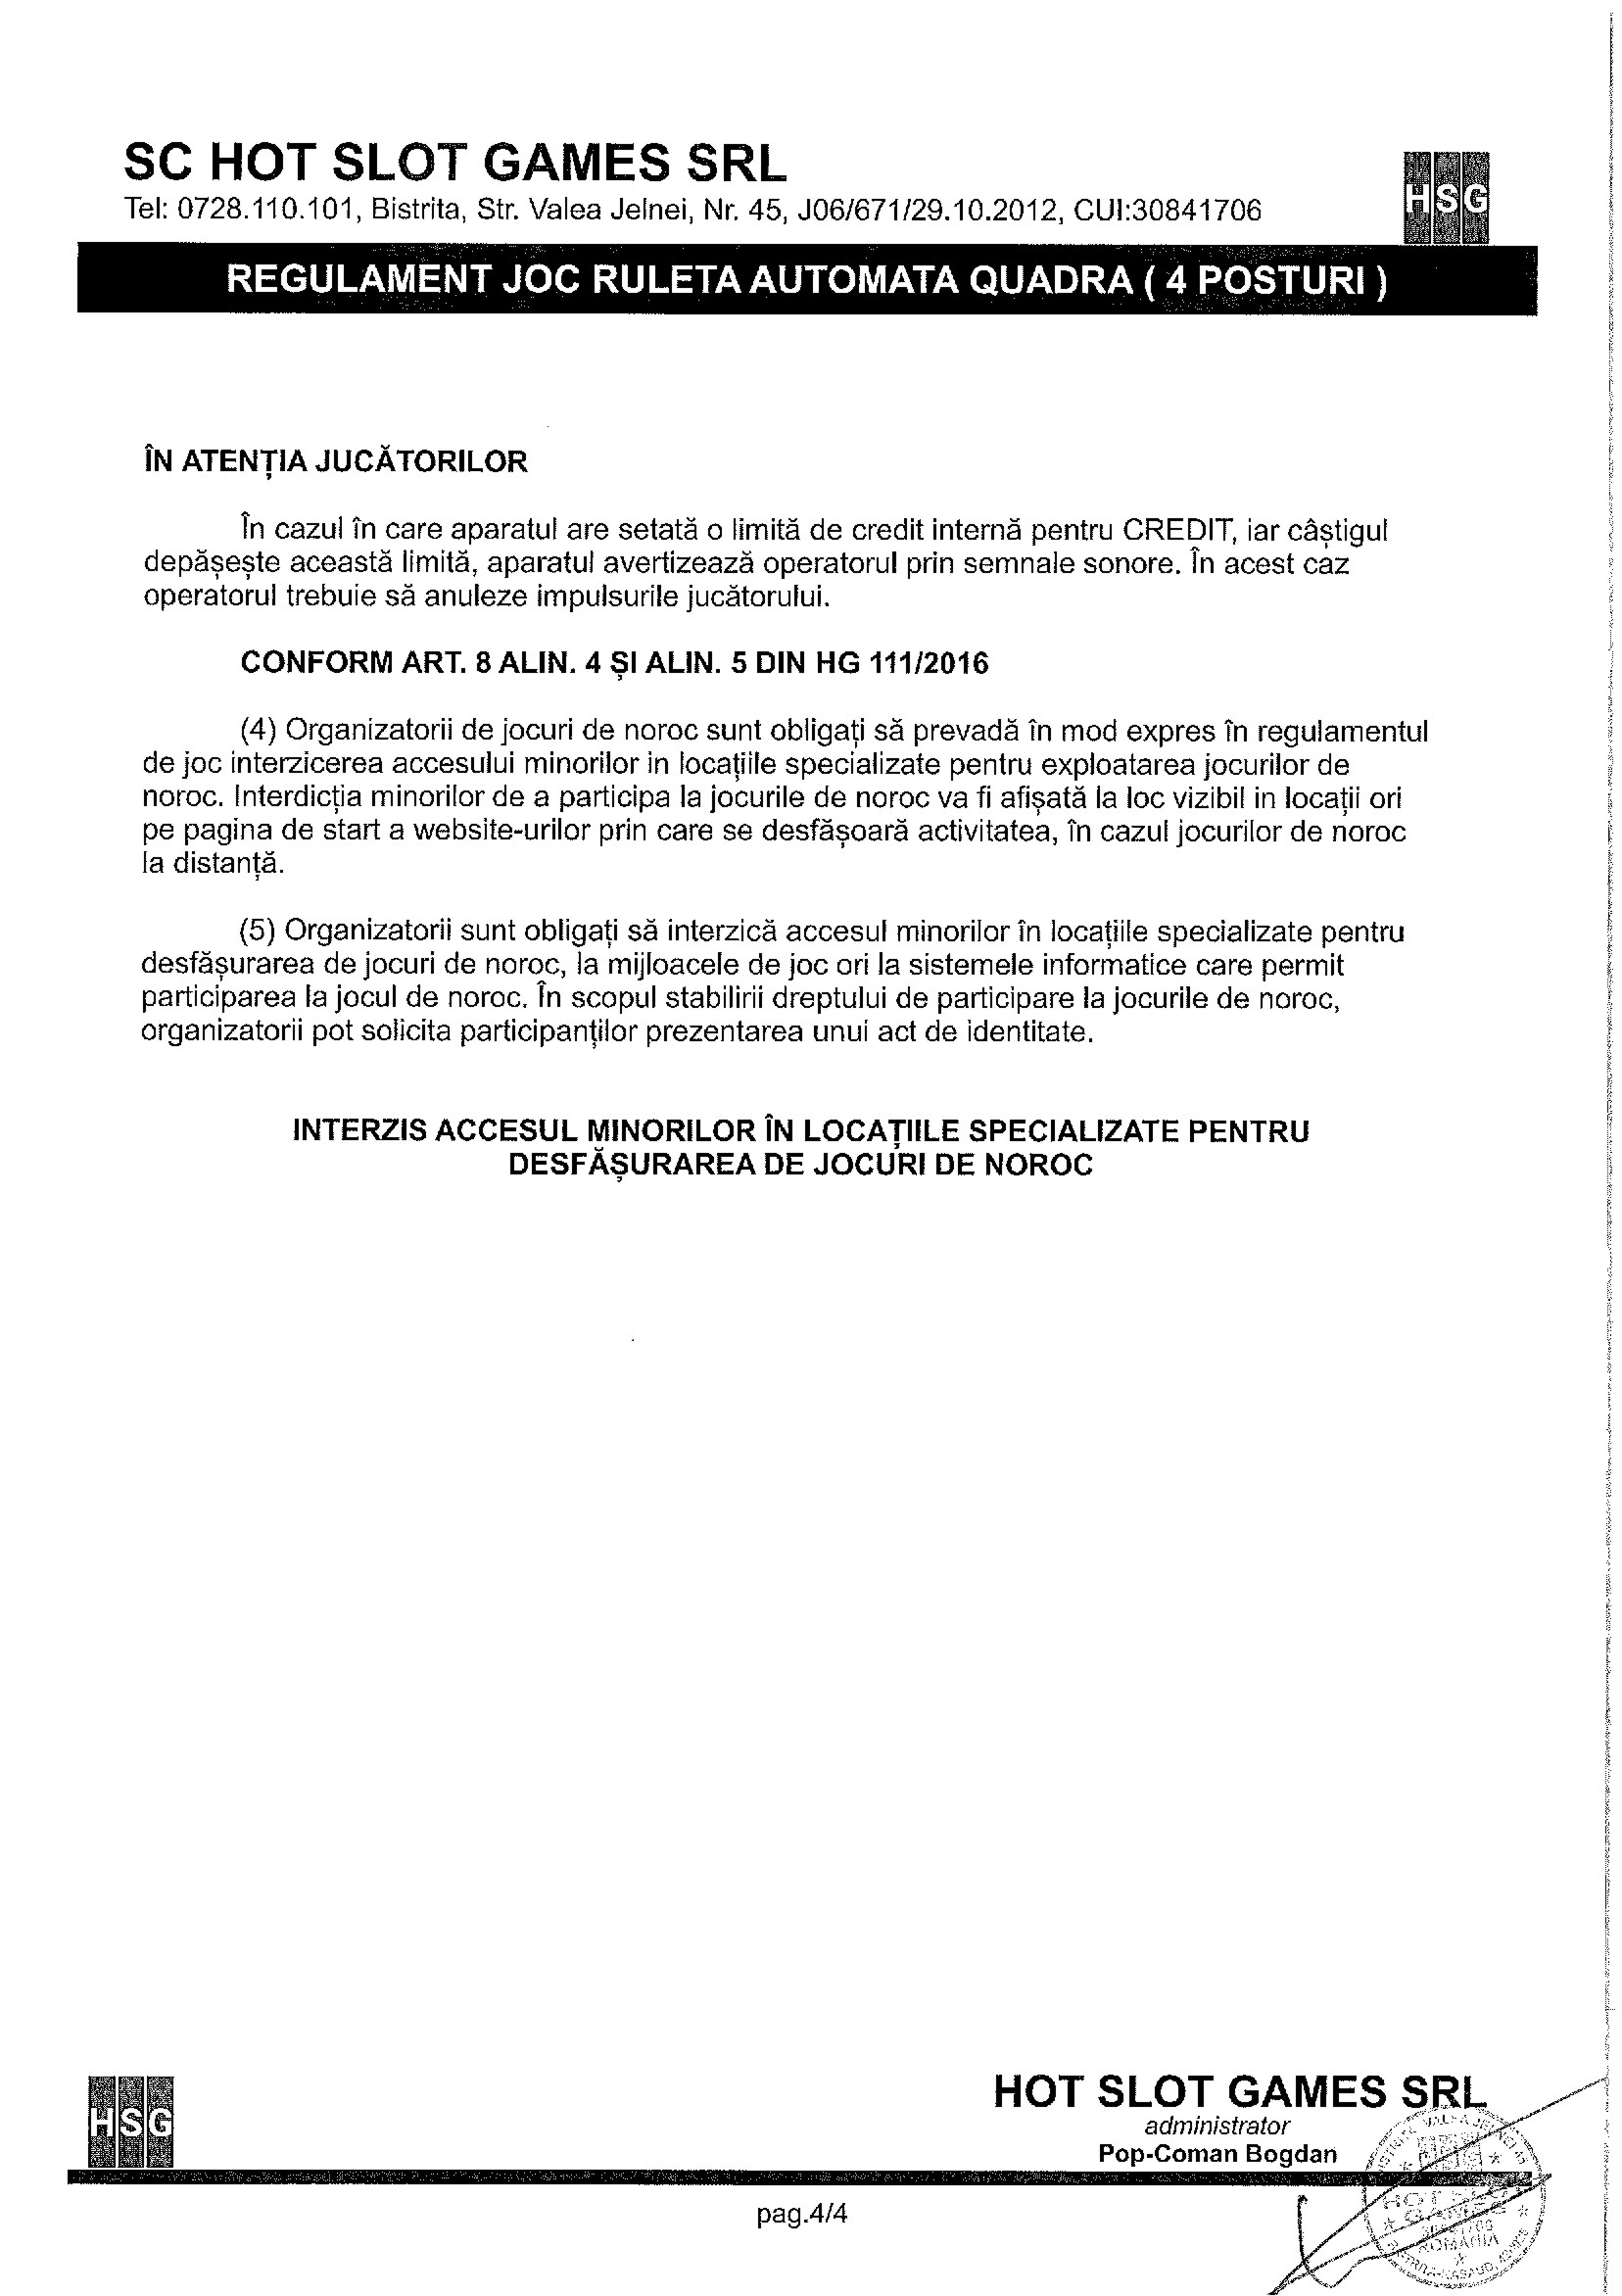 SC HOT SLOT GAMES SRL
Tel: 0728.110.101, Bistrita, Str. Valea Jelnei, Nr. 45, J06/671/29.10.2012, CUI:30841706
HSG
REGULAMENT JOC RULETA AUTOMATA QUADRA ( 4 POSTURI )
ÎN ATENȚIA JUCĂTORILOR
În cazul în care aparatul are setată o limită de credit internă pentru CREDIT, iar câștigul
depășește această limită, aparatul avertizează operatorul prin semnale sonore. În acest caz
operatorul trebuie să anuleze impulsurile jucătorului.
CONFORM ART. 8 ALIN. 4 ȘI ALIN. 5 DIN HG 111/2016
(4) Organizatorii de jocuri de noroc sunt obligați să prevadă în mod expres în regulamentul
de joc interzicerea accesului minorilor in locațiile specializate pentru exploatarea jocurilor de
noroc. Interdicția minorilor de a participa la jocurile de noroc va fi afișată la loc vizibil in locații ori
pe pagina de start a website-urilor prin care se desfășoară activitatea, în cazul jocurilor de noroc
la distanță.
(5) Organizatorii sunt obligați să interzică accesul minorilor în locațiile specializate pentru
desfășurarea de jocuri de noroc, la mijloacele de joc ori la sistemele informatice care permit
participarea la jocul de noroc. În scopul stabilirii dreptului de participare la jocurile de noroc,
organizatorii pot solicita participanților prezentarea unui act de identitate.
INTERZIS ACCESUL MINORILOR ÎN LOCAȚIILE SPECIALIZATE PENTRU
DESFĂȘURAREA DE JOCURI DE NOROC
HSG
HOT SLOT GAMES SRL
administrator
Pop-Coman Bogdan
HOT SLOT
GAMES
ROMANIA
pag.4/4